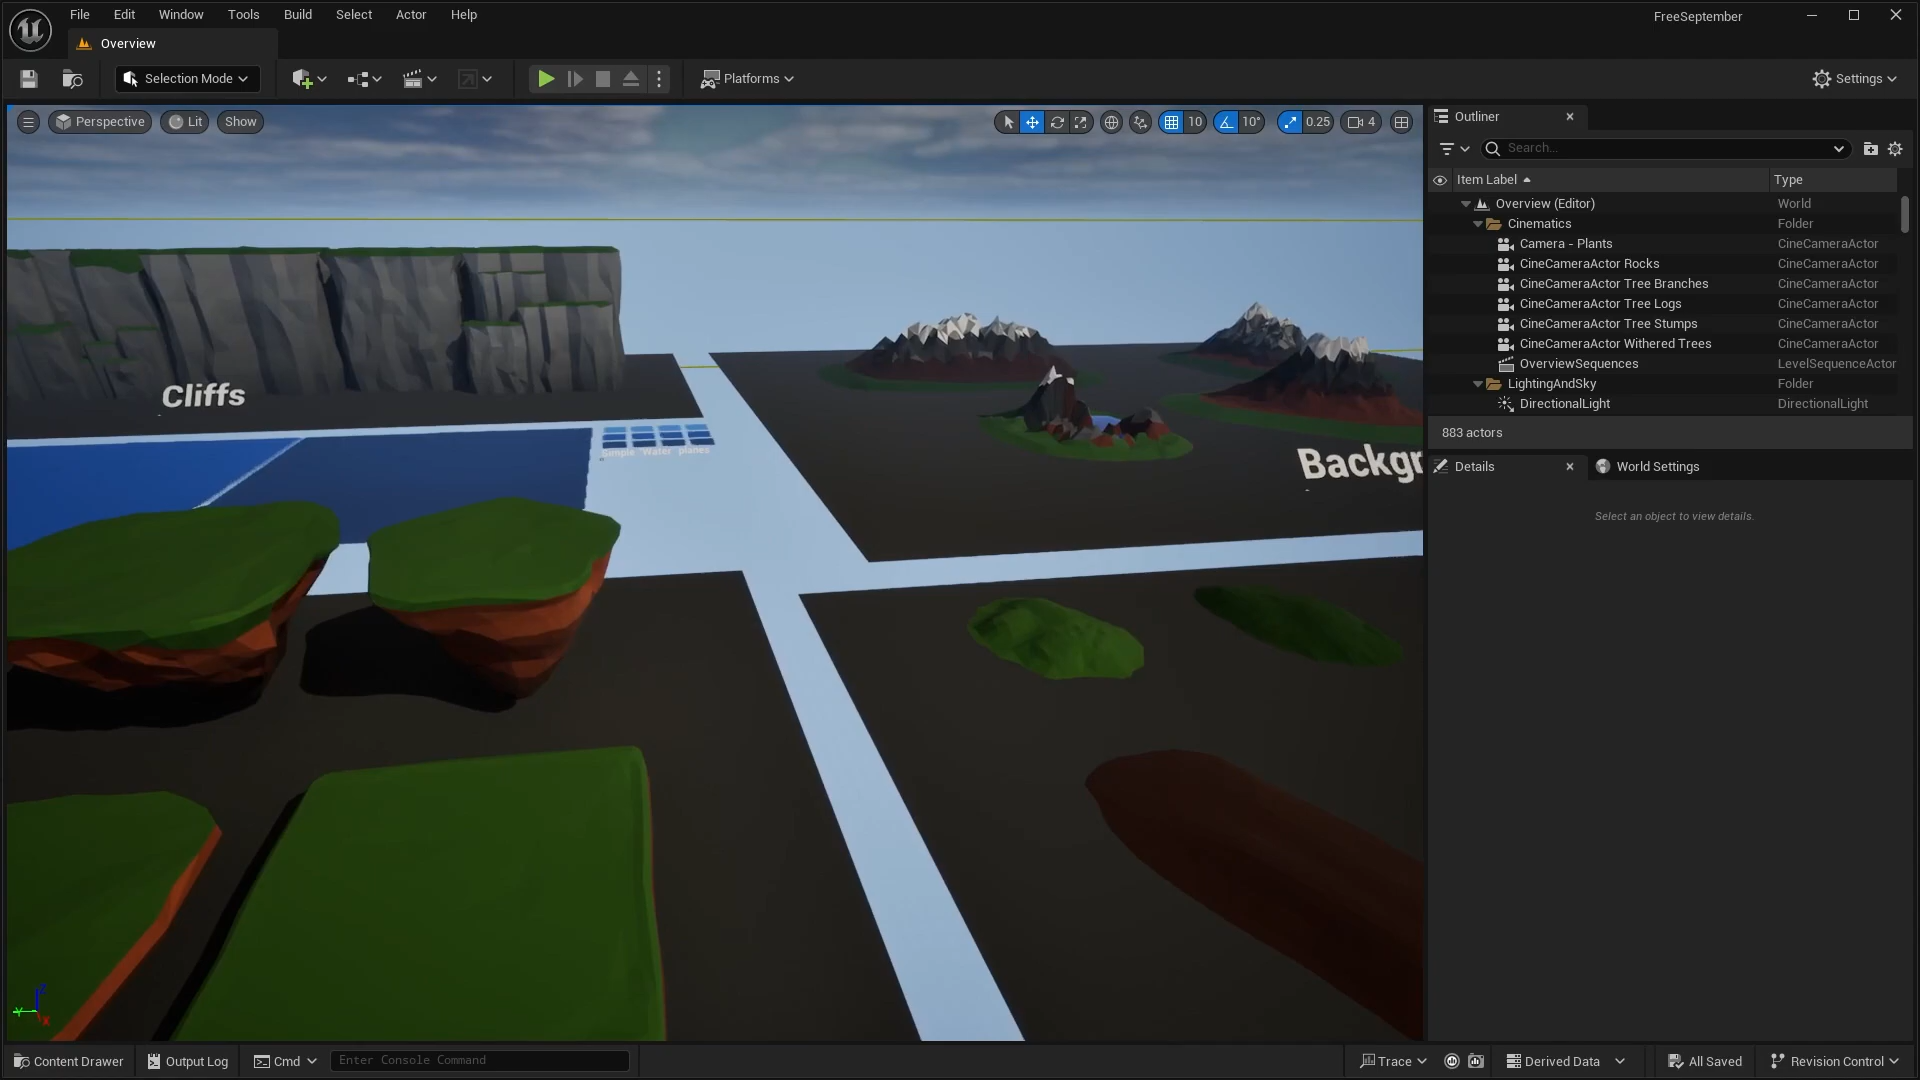 File Edit Window Tools Build Select Actor Help
FreeSeptember
Overview
Selection Mode
Platforms
Settings
Perspective Lit Show
10 10° 0.25 4
Outliner
Search...
Item Label Type
Overview (Editor) World
Cinematics Folder
Camera - Plants CineCameraActor
CineCameraActor Rocks CineCameraActor
CineCameraActor Tree Branches CineCameraActor
CineCameraActor Tree Logs CineCameraActor
CineCameraActor Tree Stumps CineCameraActor
CineCameraActor Withered Trees CineCameraActor
OverviewSequences LevelSequenceActor
LightingAndSky Folder
DirectionalLight DirectionalLight
883 actors
Details World Settings
Select an object to view details.
Cliffs
Simple "Water" planes
Backgr
Z
Y
X
Content Drawer Output Log Cmd Enter Console Command
Trace Derived Data All Saved Revision Control